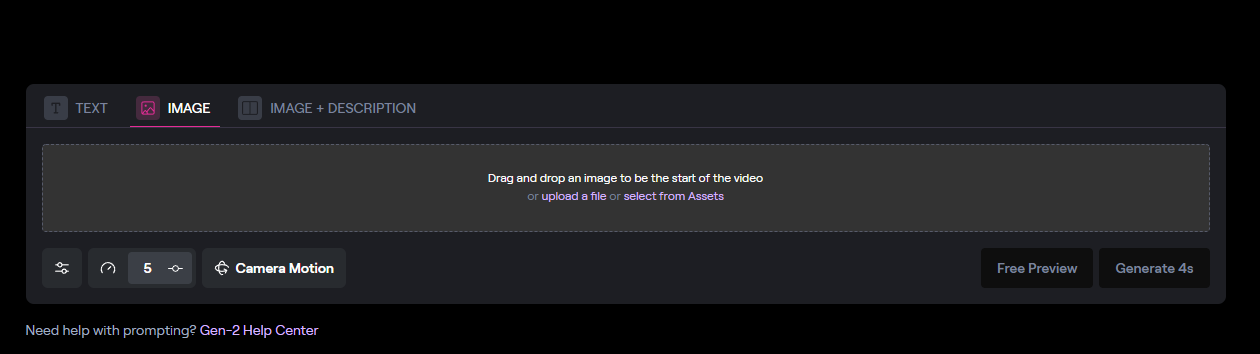 TEXT IMAGE IMAGE + DESCRIPTION
Drag and drop an image to be the start of the video
or upload a file or select from Assets
5 Camera Motion Free Preview Generate 4s
Need help with prompting? Gen-2 Help Center